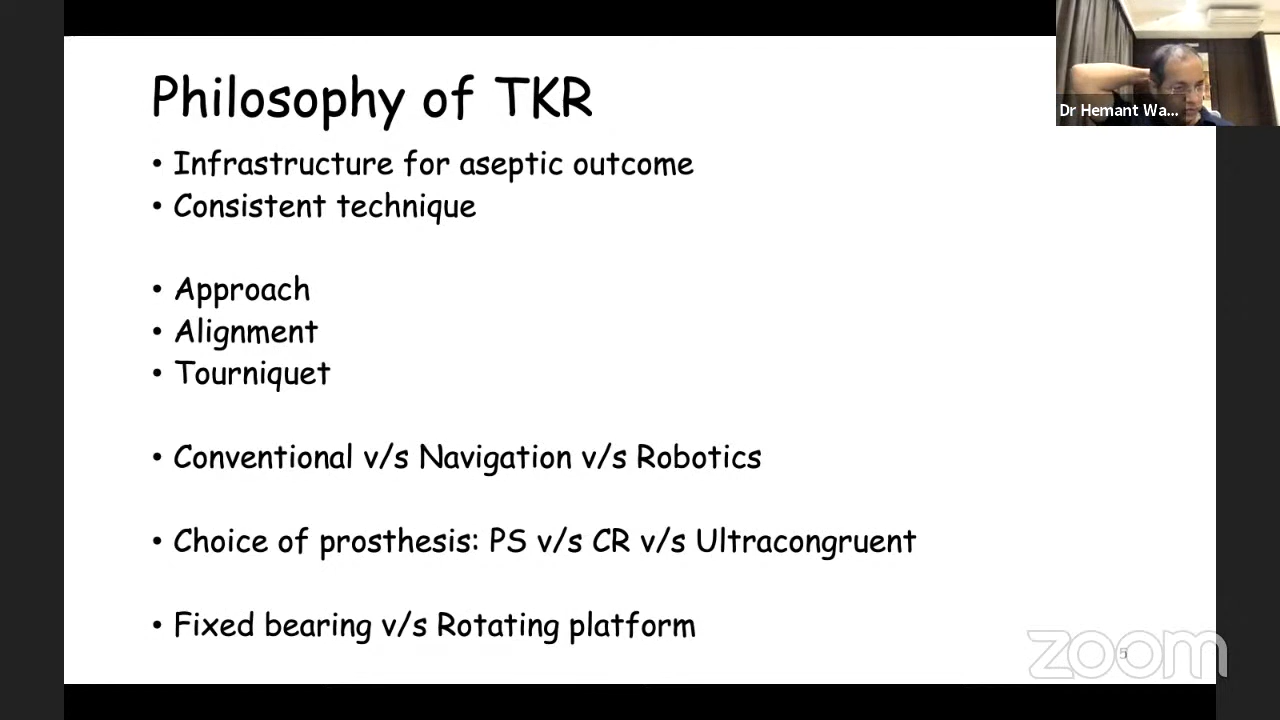 Philosophy of TKR
• Infrastructure for aseptic outcome
• Consistent technique
• Approach
• Alignment
• Tourniquet
• Conventional v/s Navigation v/s Robotics
• Choice of prosthesis: PS v/s CR v/s Ultracongruent
• Fixed bearing v/s Rotating platform
Dr Hemant Wa...
5
zoom